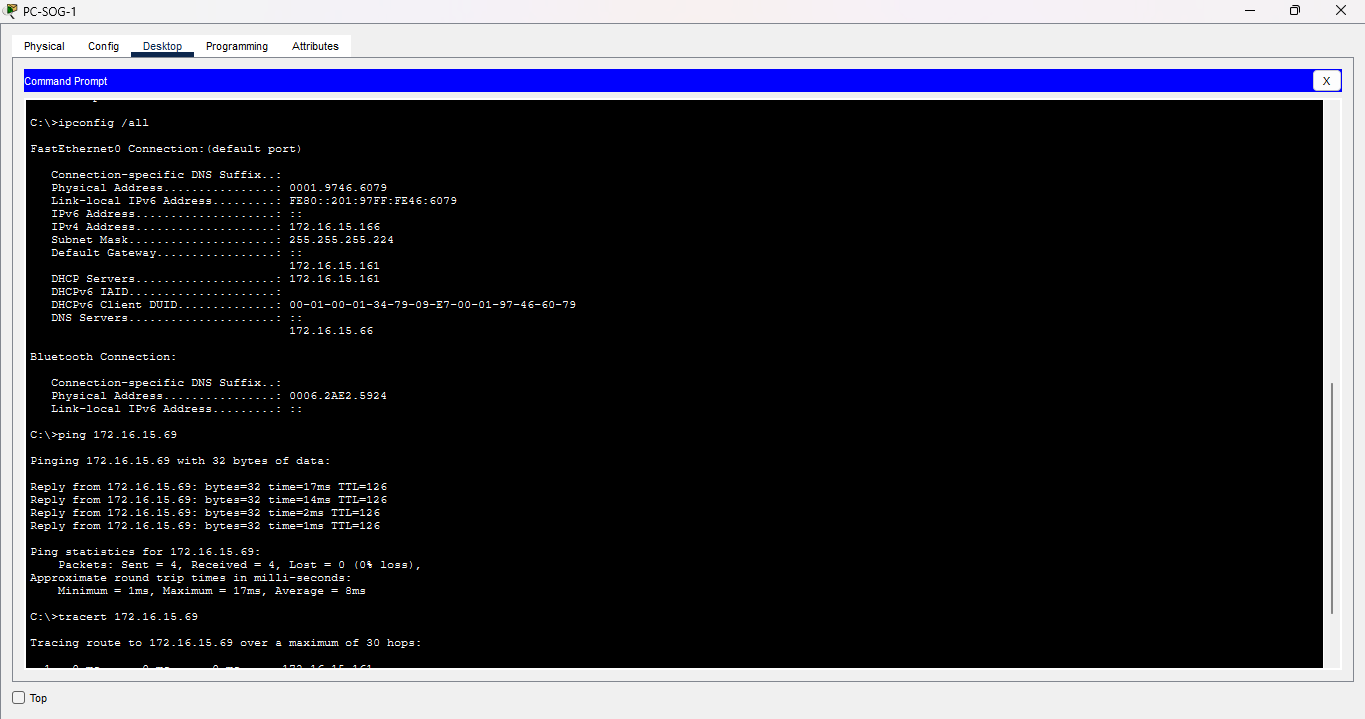 PC-SOG-1
Physical Config Desktop Programming Attributes
Command Prompt X
C:\>ipconfig /all
FastEthernet0 Connection:(default port)
Connection-specific DNS Suffix..:
Physical Address................: 0001.9746.6079
Link-local IPv6 Address.........: FE80::201:97FF:FE46:6079
IPv6 Address....................: ::
IPv4 Address....................: 172.16.15.166
Subnet Mask.....................: 255.255.255.224
Default Gateway.................: ::
172.16.15.161
DHCP Servers....................: 172.16.15.161
DHCPv6 IAID.....................:
DHCPv6 Client DUID..............: 00-01-00-01-34-79-09-E7-00-01-97-46-60-79
DNS Servers.....................: ::
172.16.15.66
Bluetooth Connection:
Connection-specific DNS Suffix..:
Physical Address................: 0006.2AE2.5924
Link-local IPv6 Address.........: ::
C:\>ping 172.16.15.69
Pinging 172.16.15.69 with 32 bytes of data:
Reply from 172.16.15.69: bytes=32 time=17ms TTL=126
Reply from 172.16.15.69: bytes=32 time=14ms TTL=126
Reply from 172.16.15.69: bytes=32 time=2ms TTL=126
Reply from 172.16.15.69: bytes=32 time=1ms TTL=126
Ping statistics for 172.16.15.69:
Packets: Sent = 4, Received = 4, Lost = 0 (0% loss),
Approximate round trip times in milli-seconds:
Minimum = 1ms, Maximum = 17ms, Average = 8ms
C:\>tracert 172.16.15.69
Tracing route to 172.16.15.69 over a maximum of 30 hops:
Top